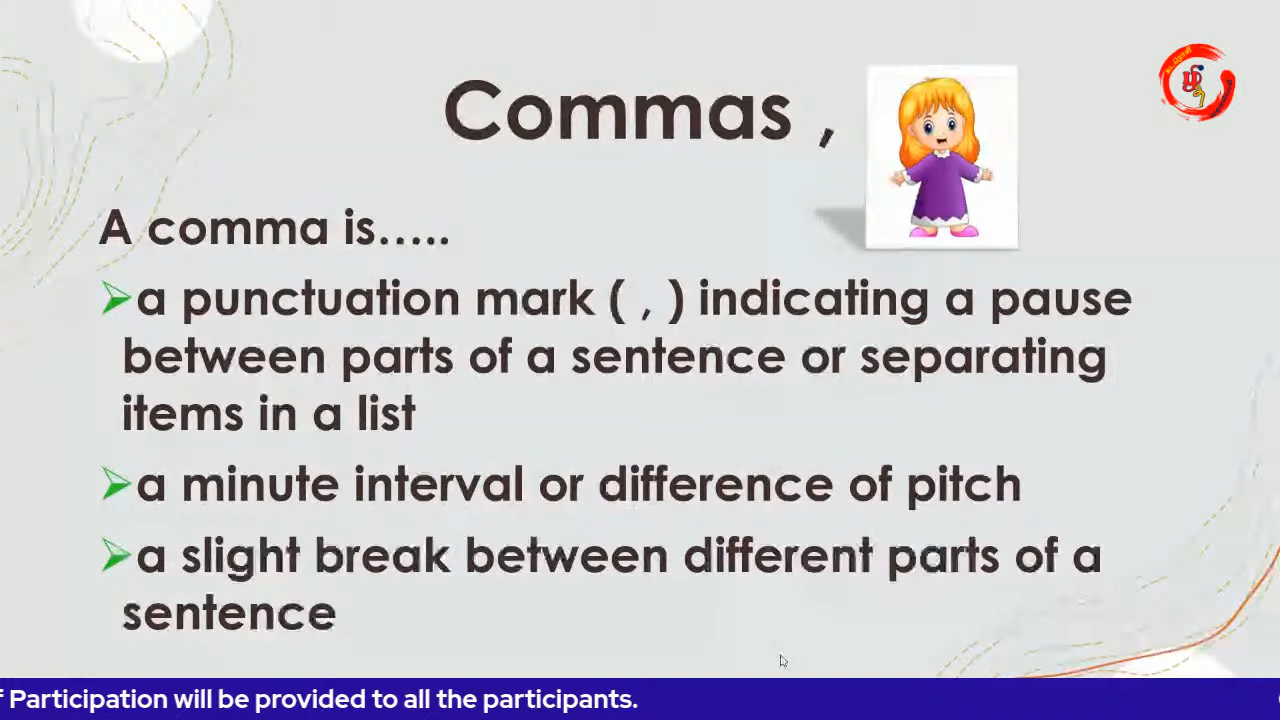 Commas ,
A comma is.....
➢a punctuation mark ( , ) indicating a pause
between parts of a sentence or separating
items in a list
➢a minute interval or difference of pitch
➢a slight break between different parts of a
sentence
Participation will be provided to all the participants.